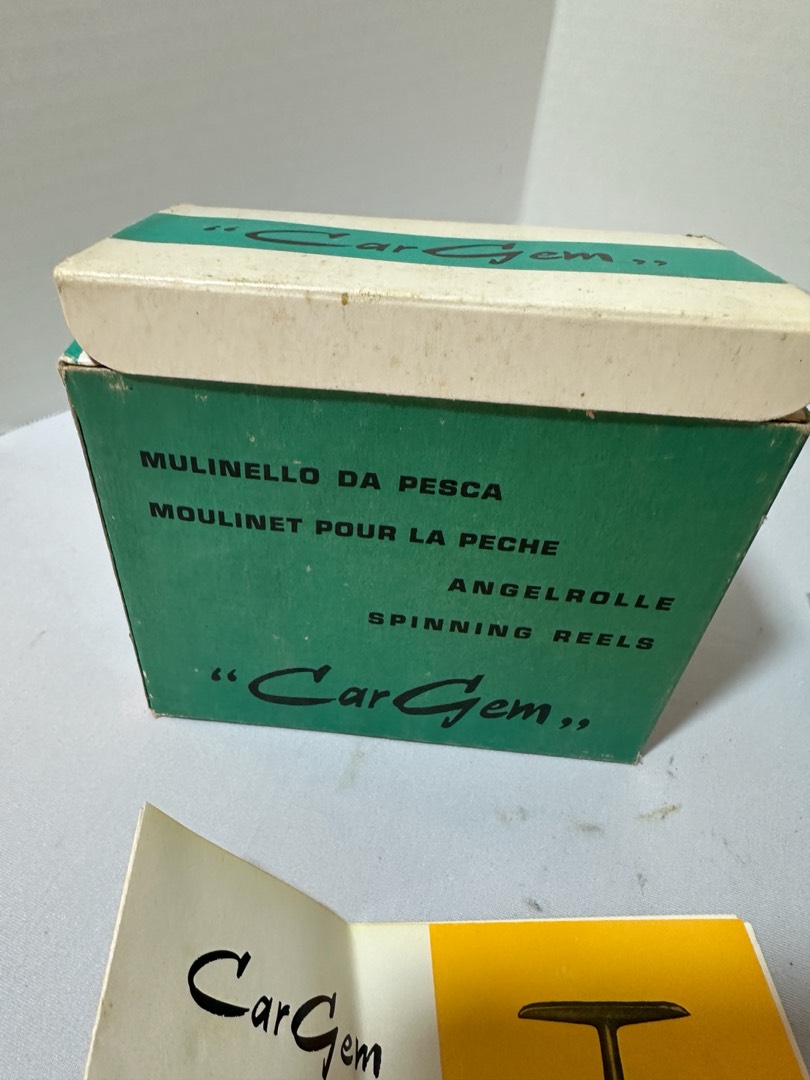 “CarGem„
MULINELLO DA PESCA
MOULINET POUR LA PECHE
ANGELROLLE
SPINNING REELS
“CarGem„
CarGem